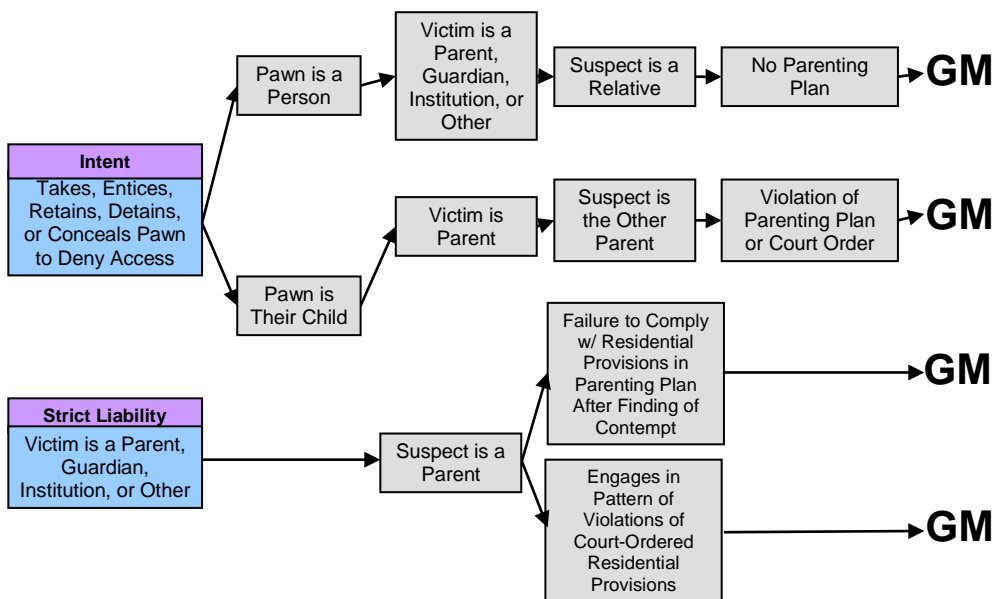 Intent
Takes, Entices,
Retains, Detains,
or Conceals Pawn
to Deny Access
Pawn is a
Person
Victim is a
Parent,
Guardian,
Institution, or
Other
Suspect is a
Relative
No Parenting
Plan
GM
Pawn is
Their Child
Victim is
Parent
Suspect is
the Other
Parent
Violation of
Parenting Plan
or Court Order
GM
Strict Liability
Victim is a Parent,
Guardian,
Institution, or Other
Suspect is a
Parent
Failure to Comply
w/ Residential
Provisions in
Parenting Plan
After Finding of
Contempt
GM
Engages in
Pattern of
Violations of
Court-Ordered
Residential
Provisions
GM